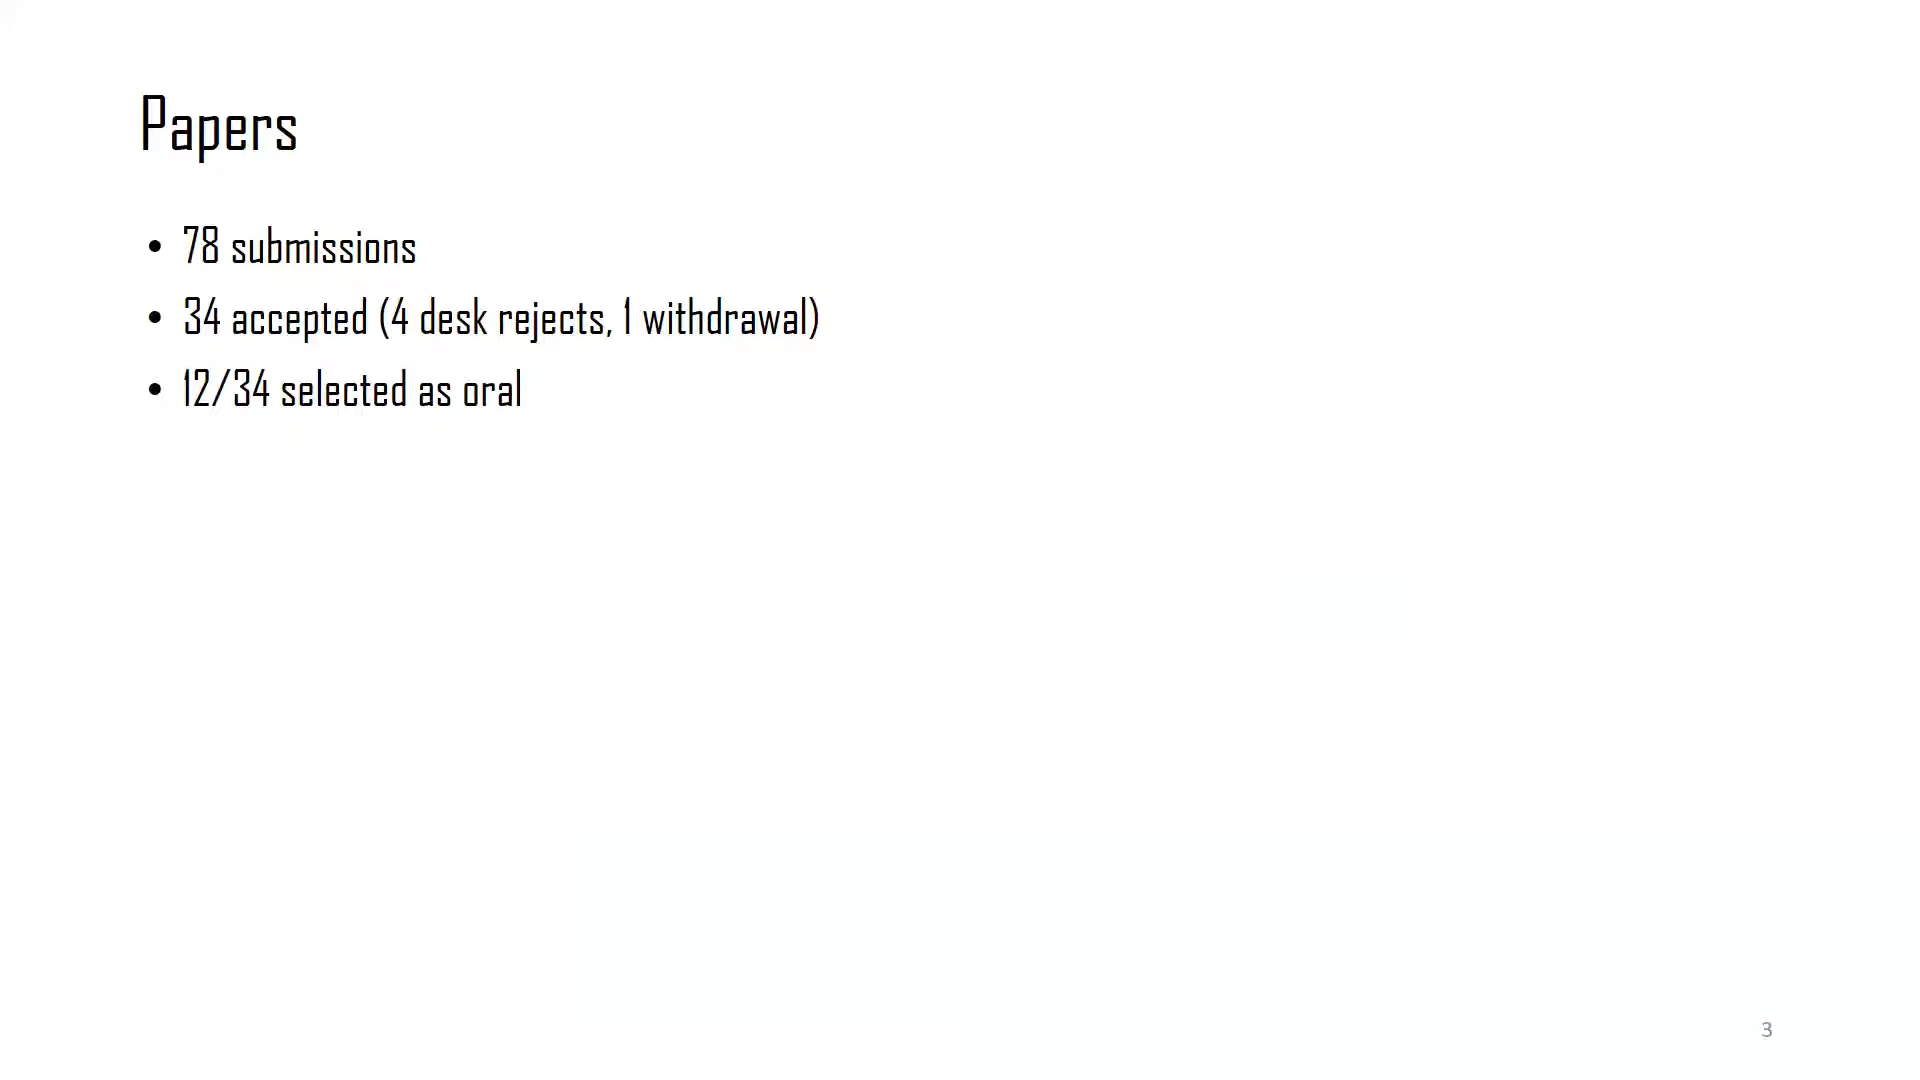 Papers
• 78 submissions
• 34 accepted (4 desk rejects, 1 withdrawal)
• 12/34 selected as oral
3